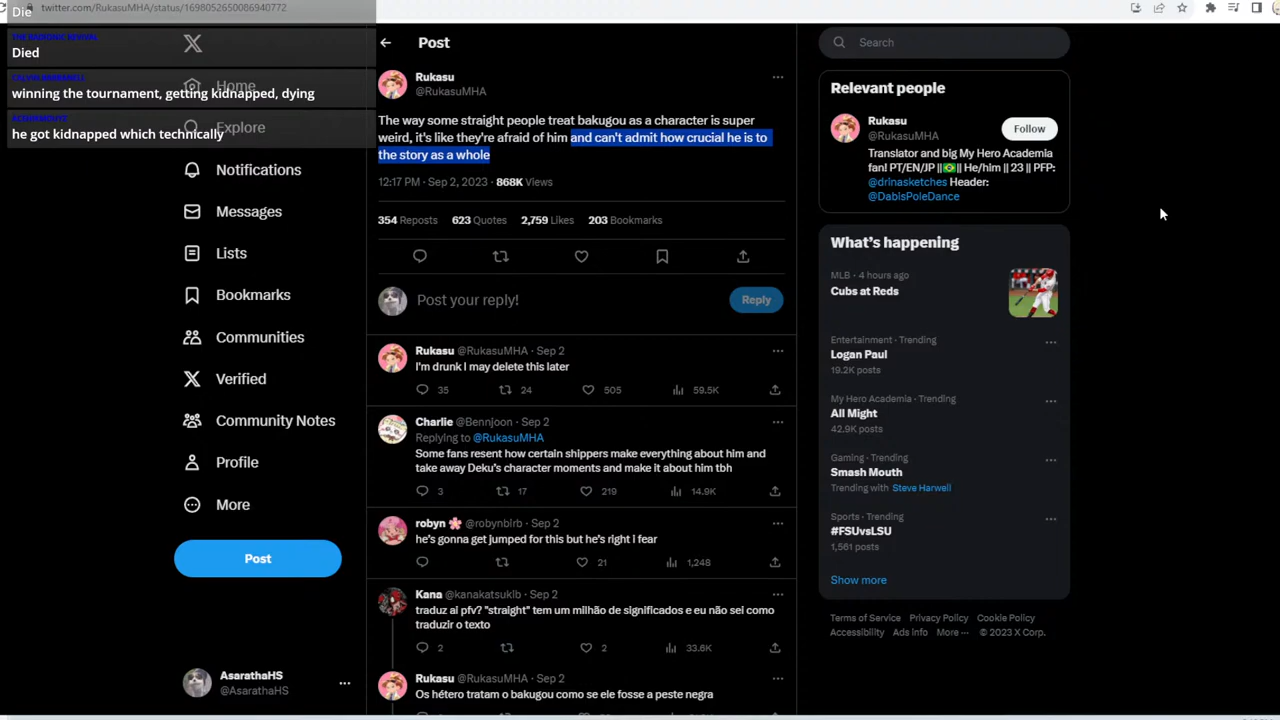 twitter.com/RukasuMHA/status/1698052650086940772
Die
Died
winning the tournament, getting kidnapped, dying
he got kidnapped which technically
Home
Explore
Notifications
Messages
Lists
Bookmarks
Communities
Verified
Community Notes
Profile
More
Post
AsarathaHS
@AsarathaHS
Post
Rukasu
@RukasuMHA
The way some straight people treat bakugou as a character is super
weird, it's like they're afraid of him and can't admit how crucial he is to
the story as a whole
12:17 PM · Sep 2, 2023 · 868K Views
354 Reposts 623 Quotes 2,759 Likes 203 Bookmarks
Post your reply!
Reply
Rukasu @RukasuMHA · Sep 2
I'm drunk I may delete this later
35 24 505 59.5K
Charlie @Bennjoon · Sep 2
Replying to @RukasuMHA
Some fans resent how certain shippers make everything about him and
take away Deku's character moments and make it about him tbh
3 17 219 14.9K
robyn 🌸 @robynbirb · Sep 2
he's gonna get jumped for this but he's right i fear
21 1,248
Kana @kanakatsuklb · Sep 2
traduz ai pfv? "straight" tem um milhão de significados e eu não sei como
traduzir o texto
2 2 33.6K
Rukasu @RukasuMHA · Sep 2
Os hétero tratam o bakugou como se ele fosse a peste negra
Search
Relevant people
Rukasu
@RukasuMHA
Follow
Translator and big My Hero Academia
fan! PT/EN/JP ||🇧🇷|| He/him || 23 || PFP:
@drinasketches Header:
@DabisPoleDance
What's happening
MLB · 4 hours ago
Cubs at Reds
Entertainment · Trending
Logan Paul
19.2K posts
My Hero Academia · Trending
All Might
42.9K posts
Gaming · Trending
Smash Mouth
Trending with Steve Harwell
Sports · Trending
#FSUvsLSU
1,561 posts
Show more
Terms of Service Privacy Policy Cookie Policy
Accessibility Ads info More ··· © 2023 X Corp.